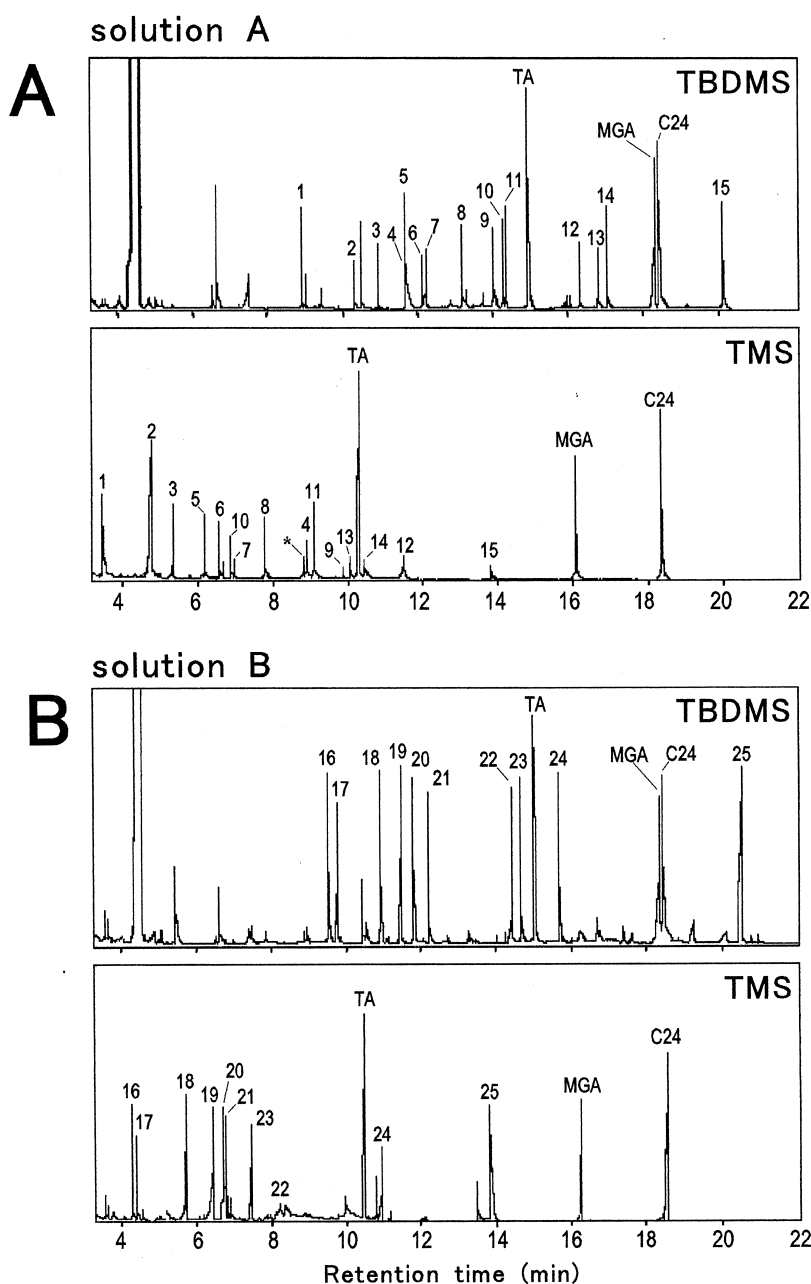 solution A
A
TBDMS
TA
MGA
C24
1
2
3
4
5
6
7
8
9
10
11
12
13
14
15
TMS
TA
MGA
C24
1
2
3
5
6
10
7
8
*
4
11
9
13
14
12
15
4 6 8 10 12 14 16 18 20 22
solution B
B
TBDMS
TA
MGA
C24
16
17
18
19
20
21
22
23
24
25
TMS
TA
MGA
C24
16
17
18
19
20
21
23
22
24
25
4 6 8 10 12 14 16 18 20 22
Retention time (min)